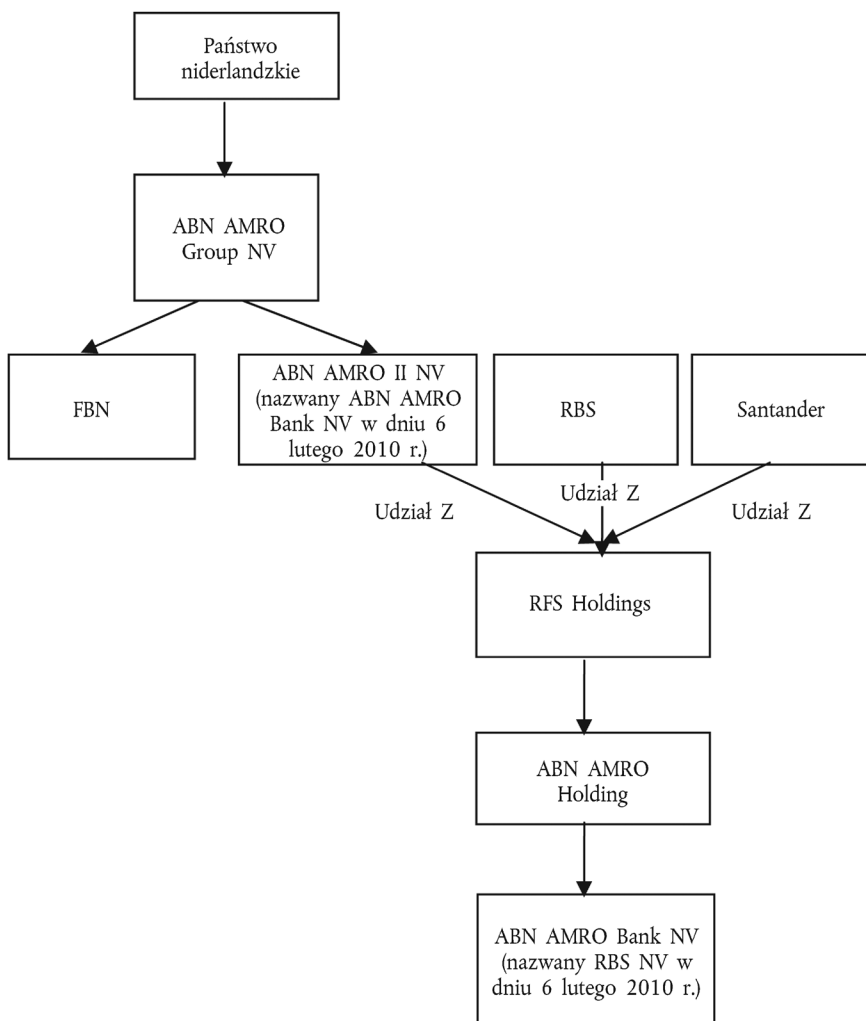 Państwo
niderlandzkie
ABN AMRO
Group NV
FBN
ABN AMRO II NV
(nazwany ABN AMRO
Bank NV w dniu 6
lutego 2010 r.)
RBS
Santander
Udział Z
Udział Z
Udział Z
RFS Holdings
ABN AMRO
Holding
ABN AMRO Bank NV
(nazwany RBS NV w
dniu 6 lutego 2010 r.)